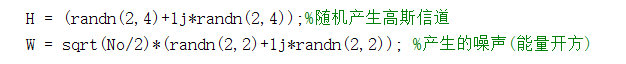 H = (randn(2,4)+1j*randn(2,4));%随机产生高斯信道
W = sqrt(No/2)*(randn(2,2)+1j*randn(2,2)); %产生的噪声(能量开方)